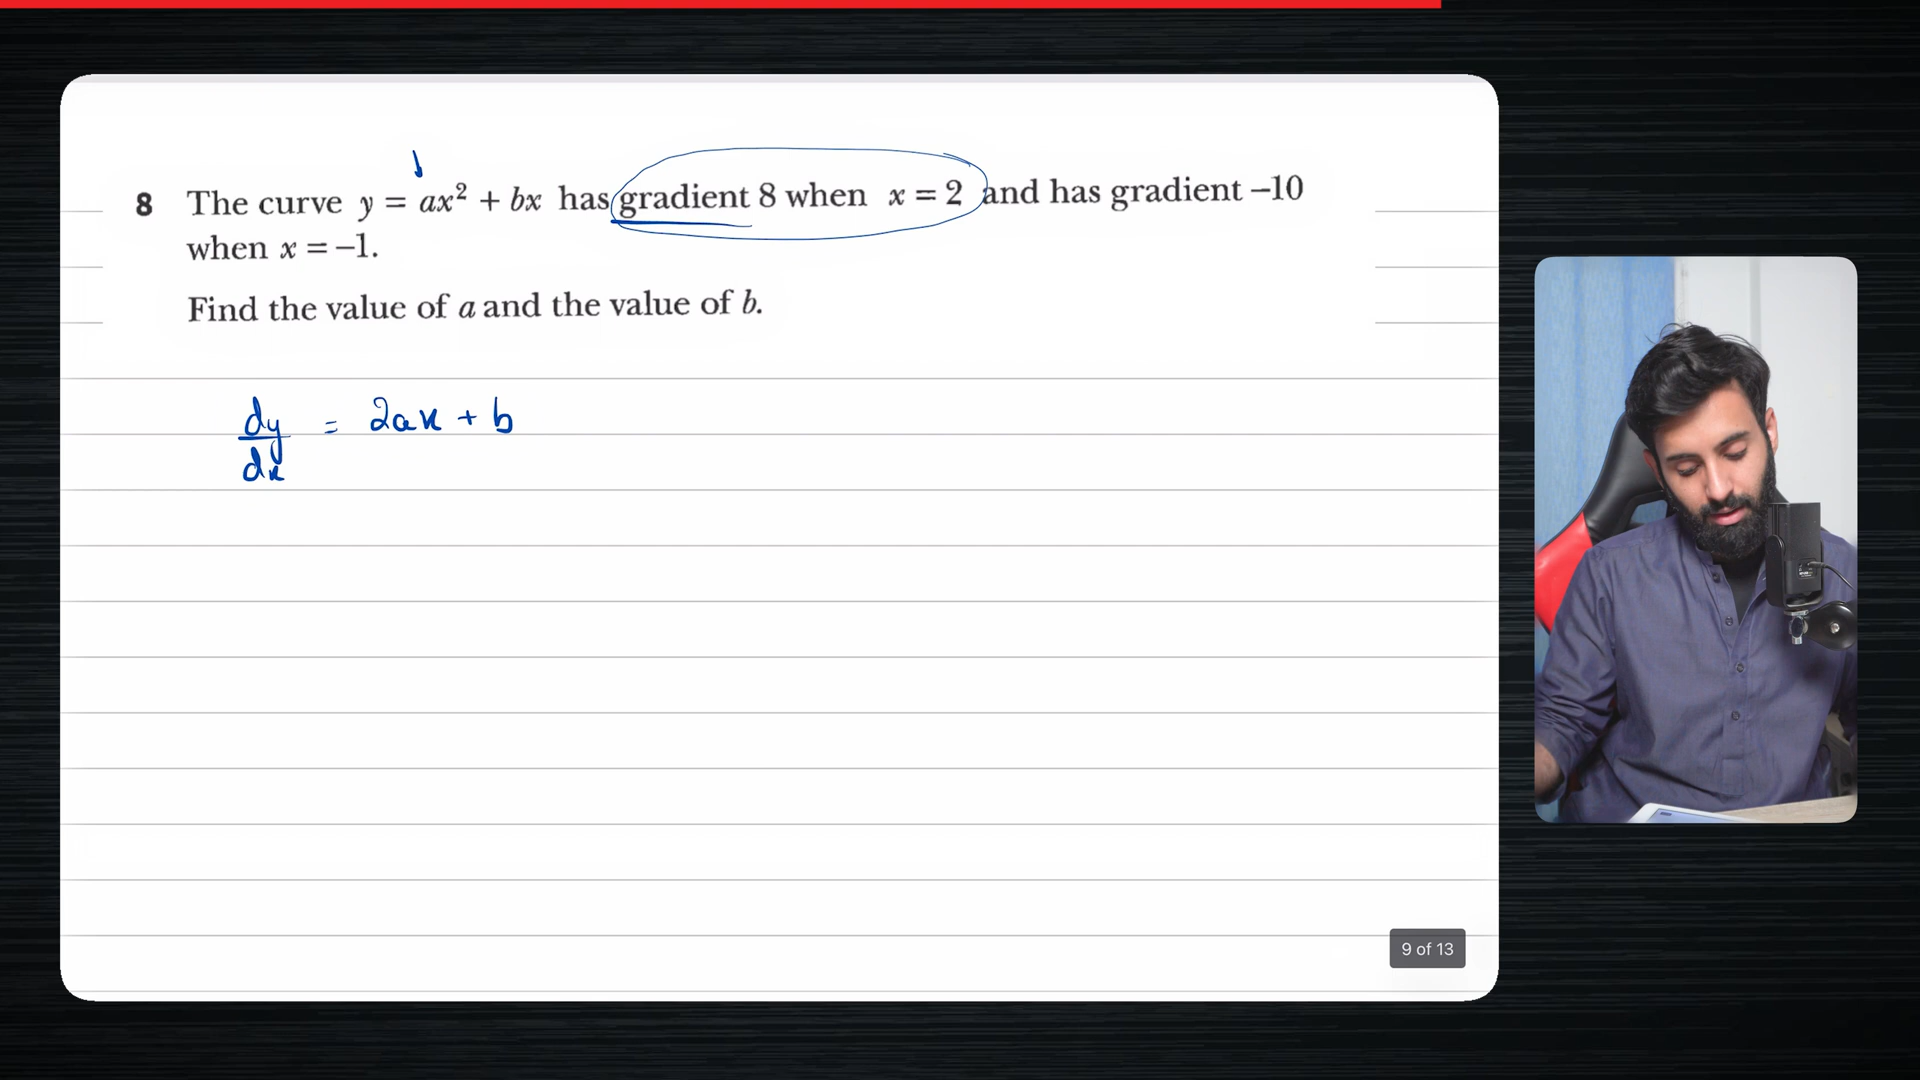 8 The curve y = ax² + bx has gradient 8 when x = 2 and has gradient –10
when x = –1.
Find the value of a and the value of b.
dy/dx = 2ax + b
9 of 13